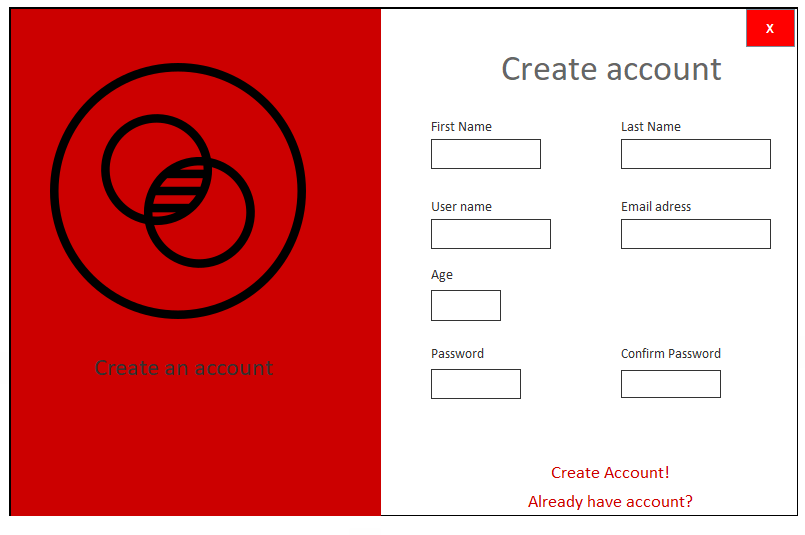 X
Create account
First Name
Last Name
User name
Email adress
Age
Password
Confirm Password
Create an account
Create Account!
Already have account?